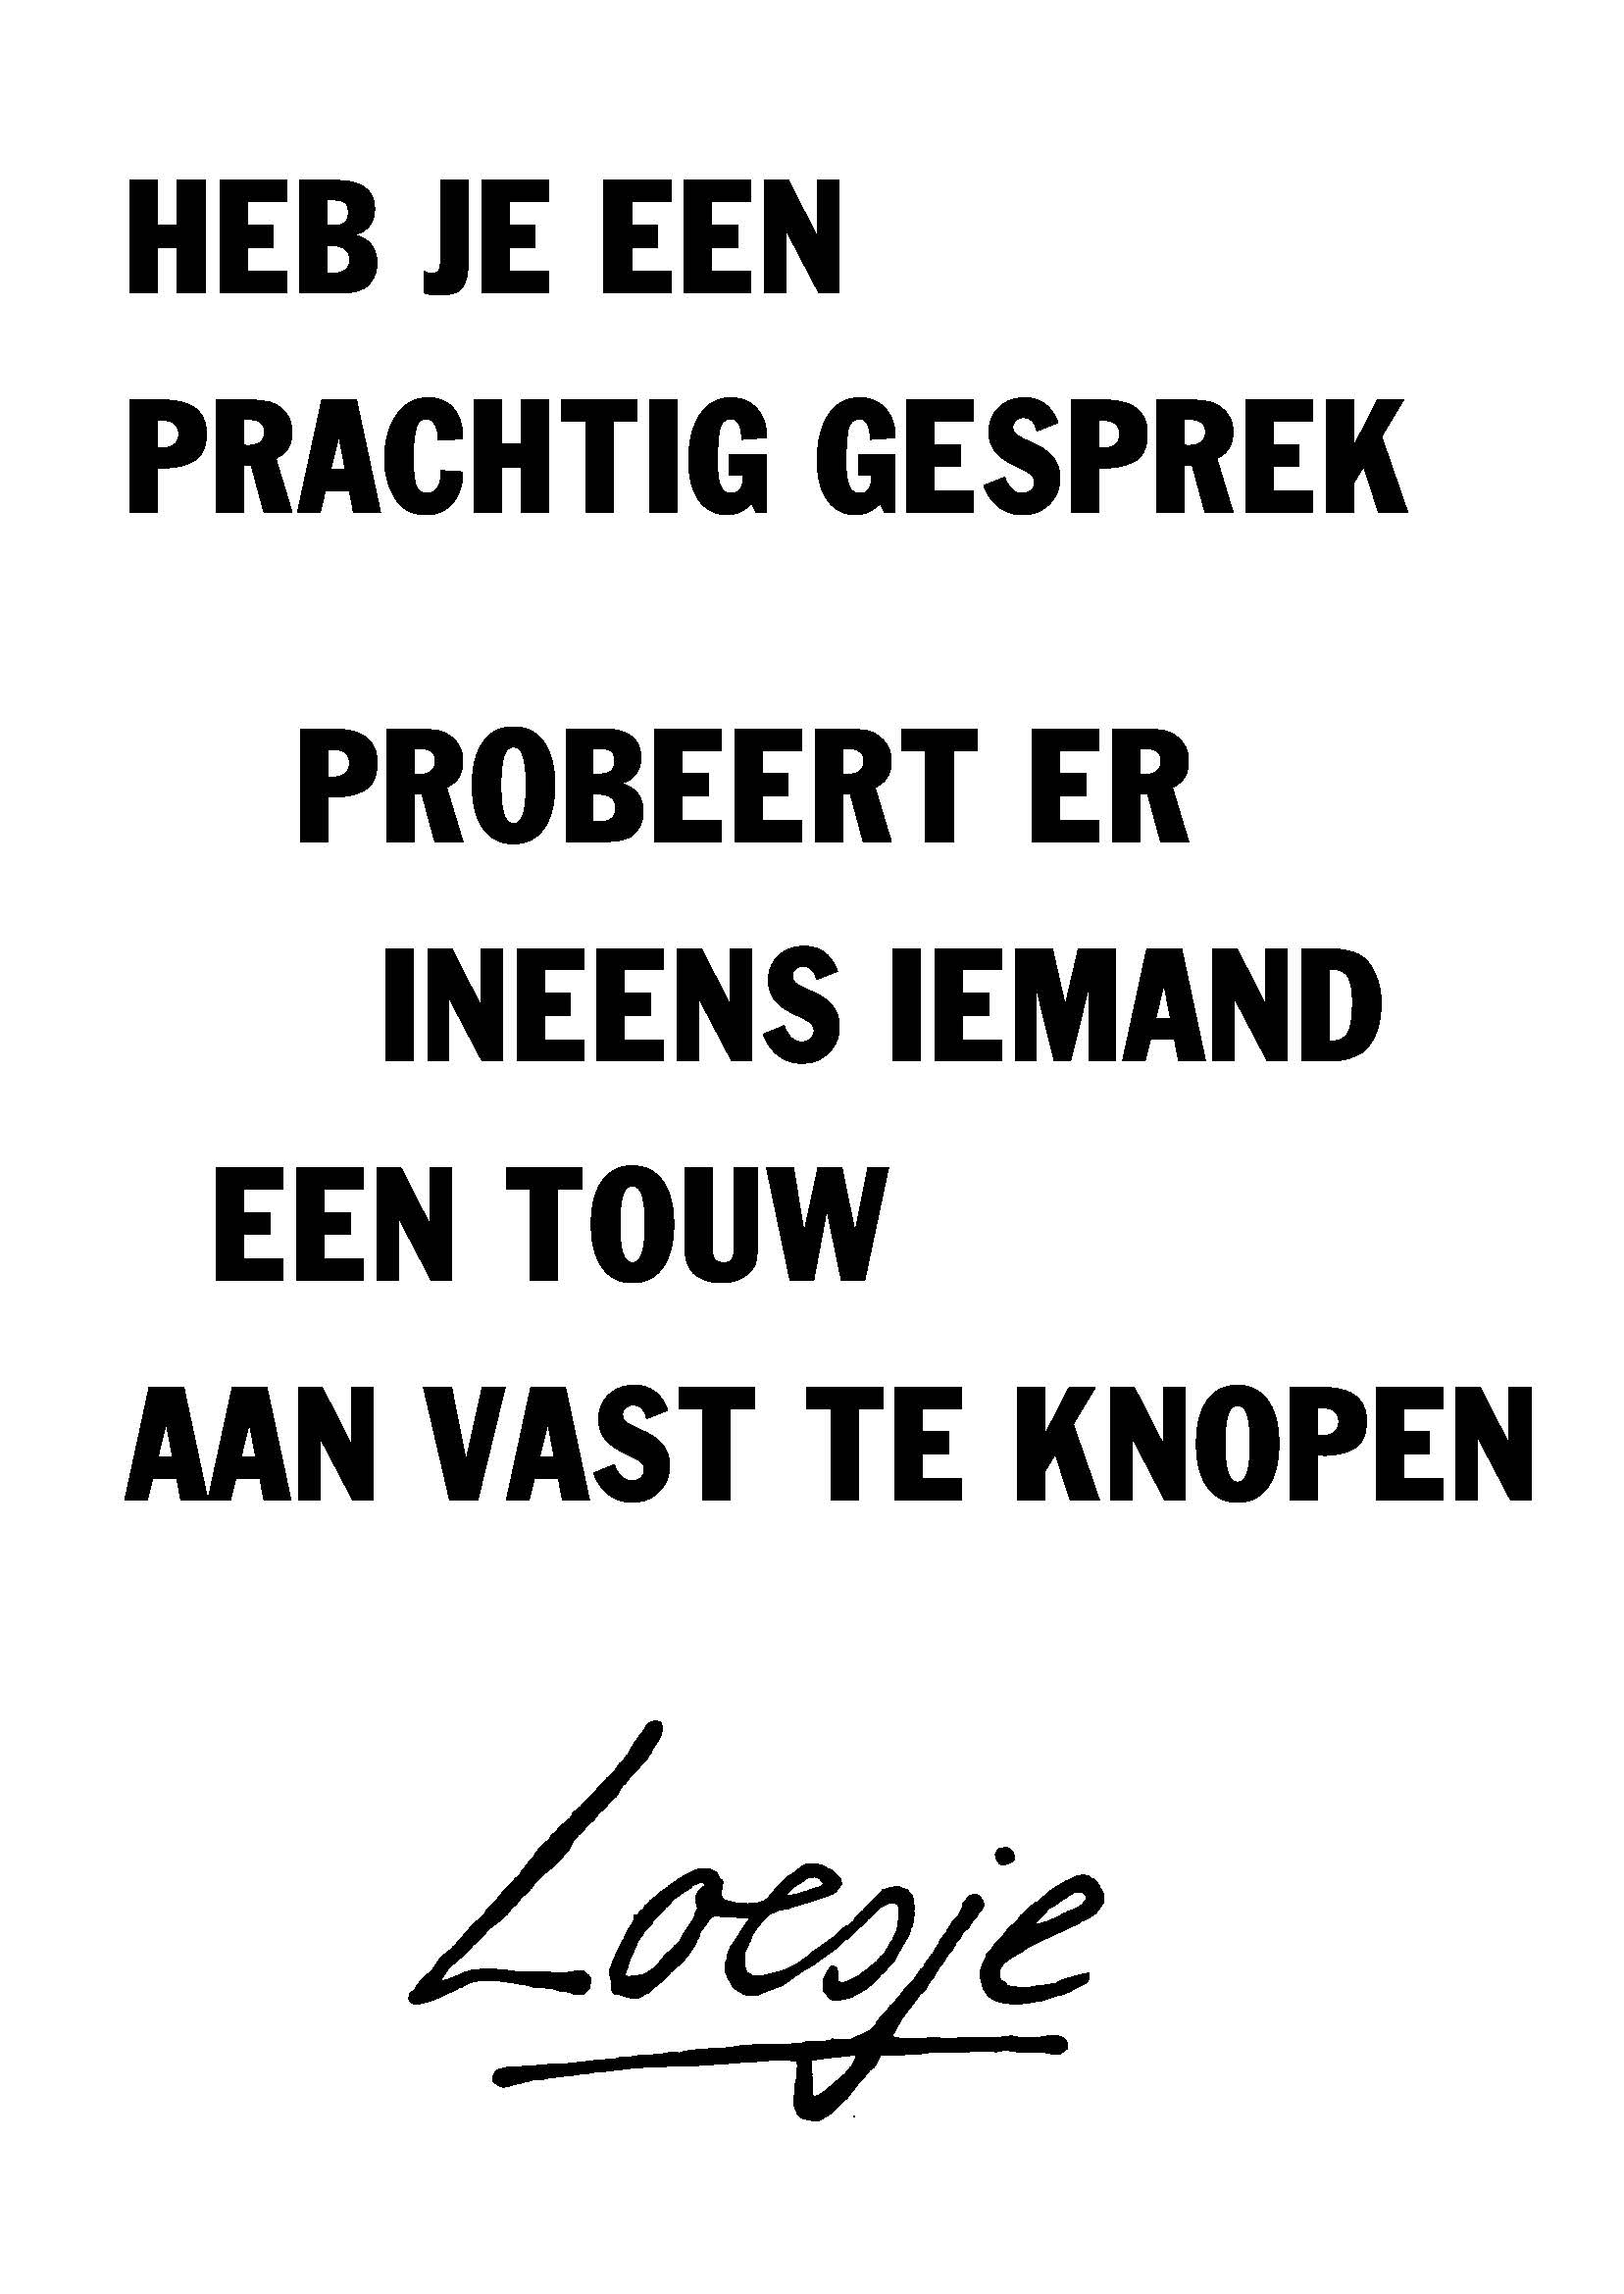 HEB JE EEN
PRACHTIG GESPREK
PROBEERT ER
INEENS IEMAND
EEN TOUW
AAN VAST TE KNOPEN
Loesje